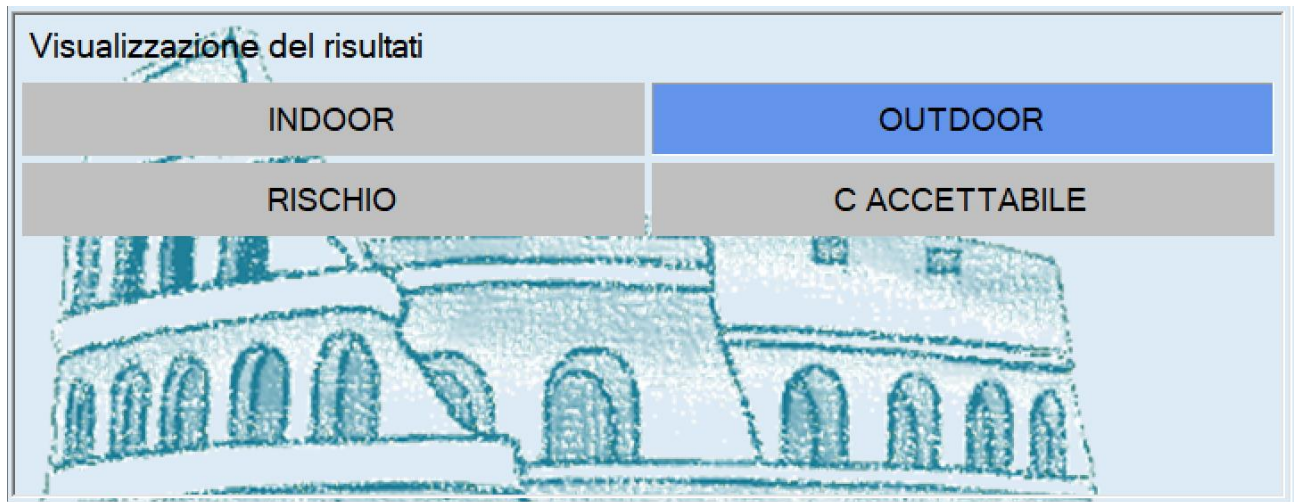 Visualizzazione del risultati
INDOOR
OUTDOOR
RISCHIO
C ACCETTABILE